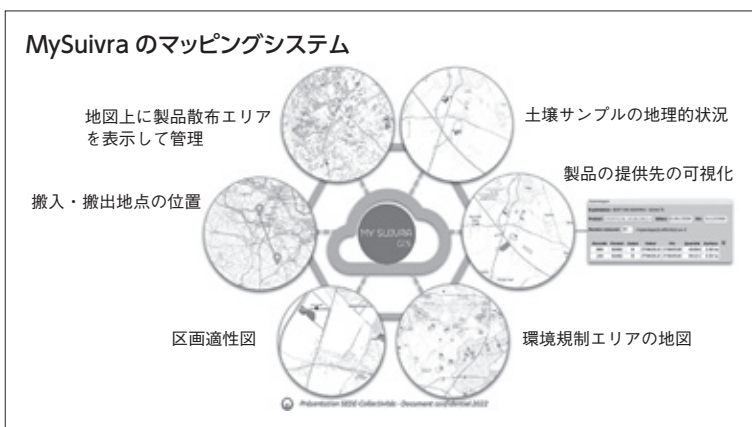 MySuivra のマッピングシステム
地図上に製品散布エリア
を表示して管理
土壌サンプルの地理的状況
製品の提供先の可視化
搬入・搬出地点の位置
MY SUIVRA
GIS
区画適性図
環境規制エリアの地図
Présentation SEDE-Collectivités - Document confidentiel 2022